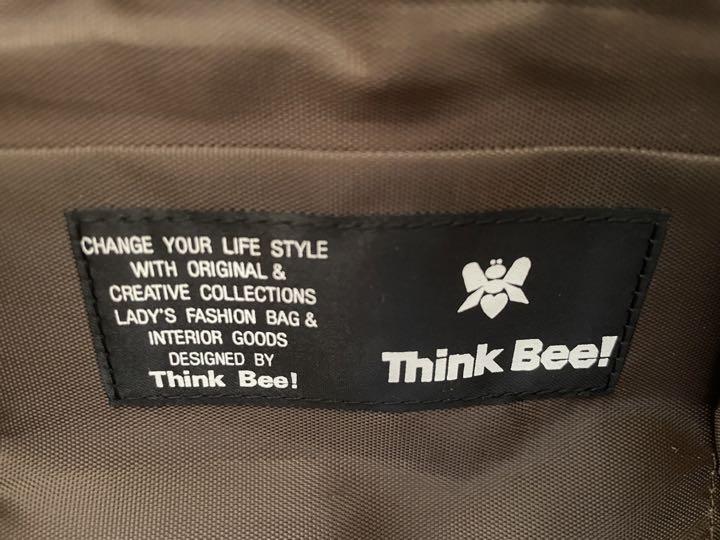 CHANGE YOUR LIFE STYLE
WITH ORIGINAL &
CREATIVE COLLECTIONS
LADY'S FASHION BAG &
INTERIOR GOODS
DESIGNED BY
Think Bee!
Think Bee!